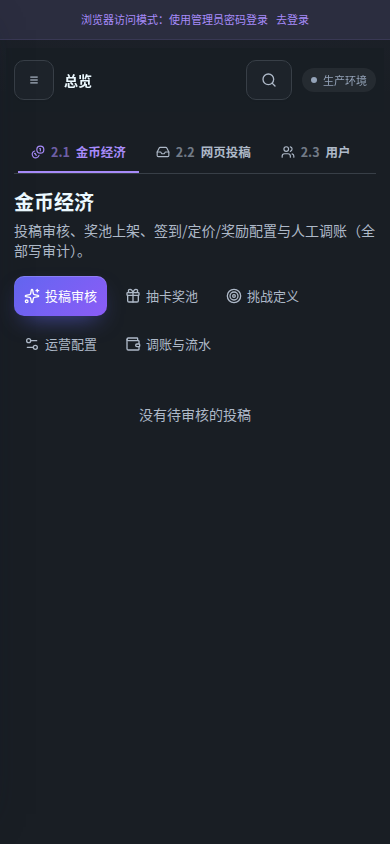 浏览器访问模式：使用管理员密码登录 去登录
总览
生产环境
2.1 金币经济
2.2 网页投稿
2.3 用户
金币经济
投稿审核、奖池上架、签到/定价/奖励配置与人工调账（全
部写审计）。
投稿审核
抽卡奖池
挑战定义
运营配置
调账与流水
没有待审核的投稿